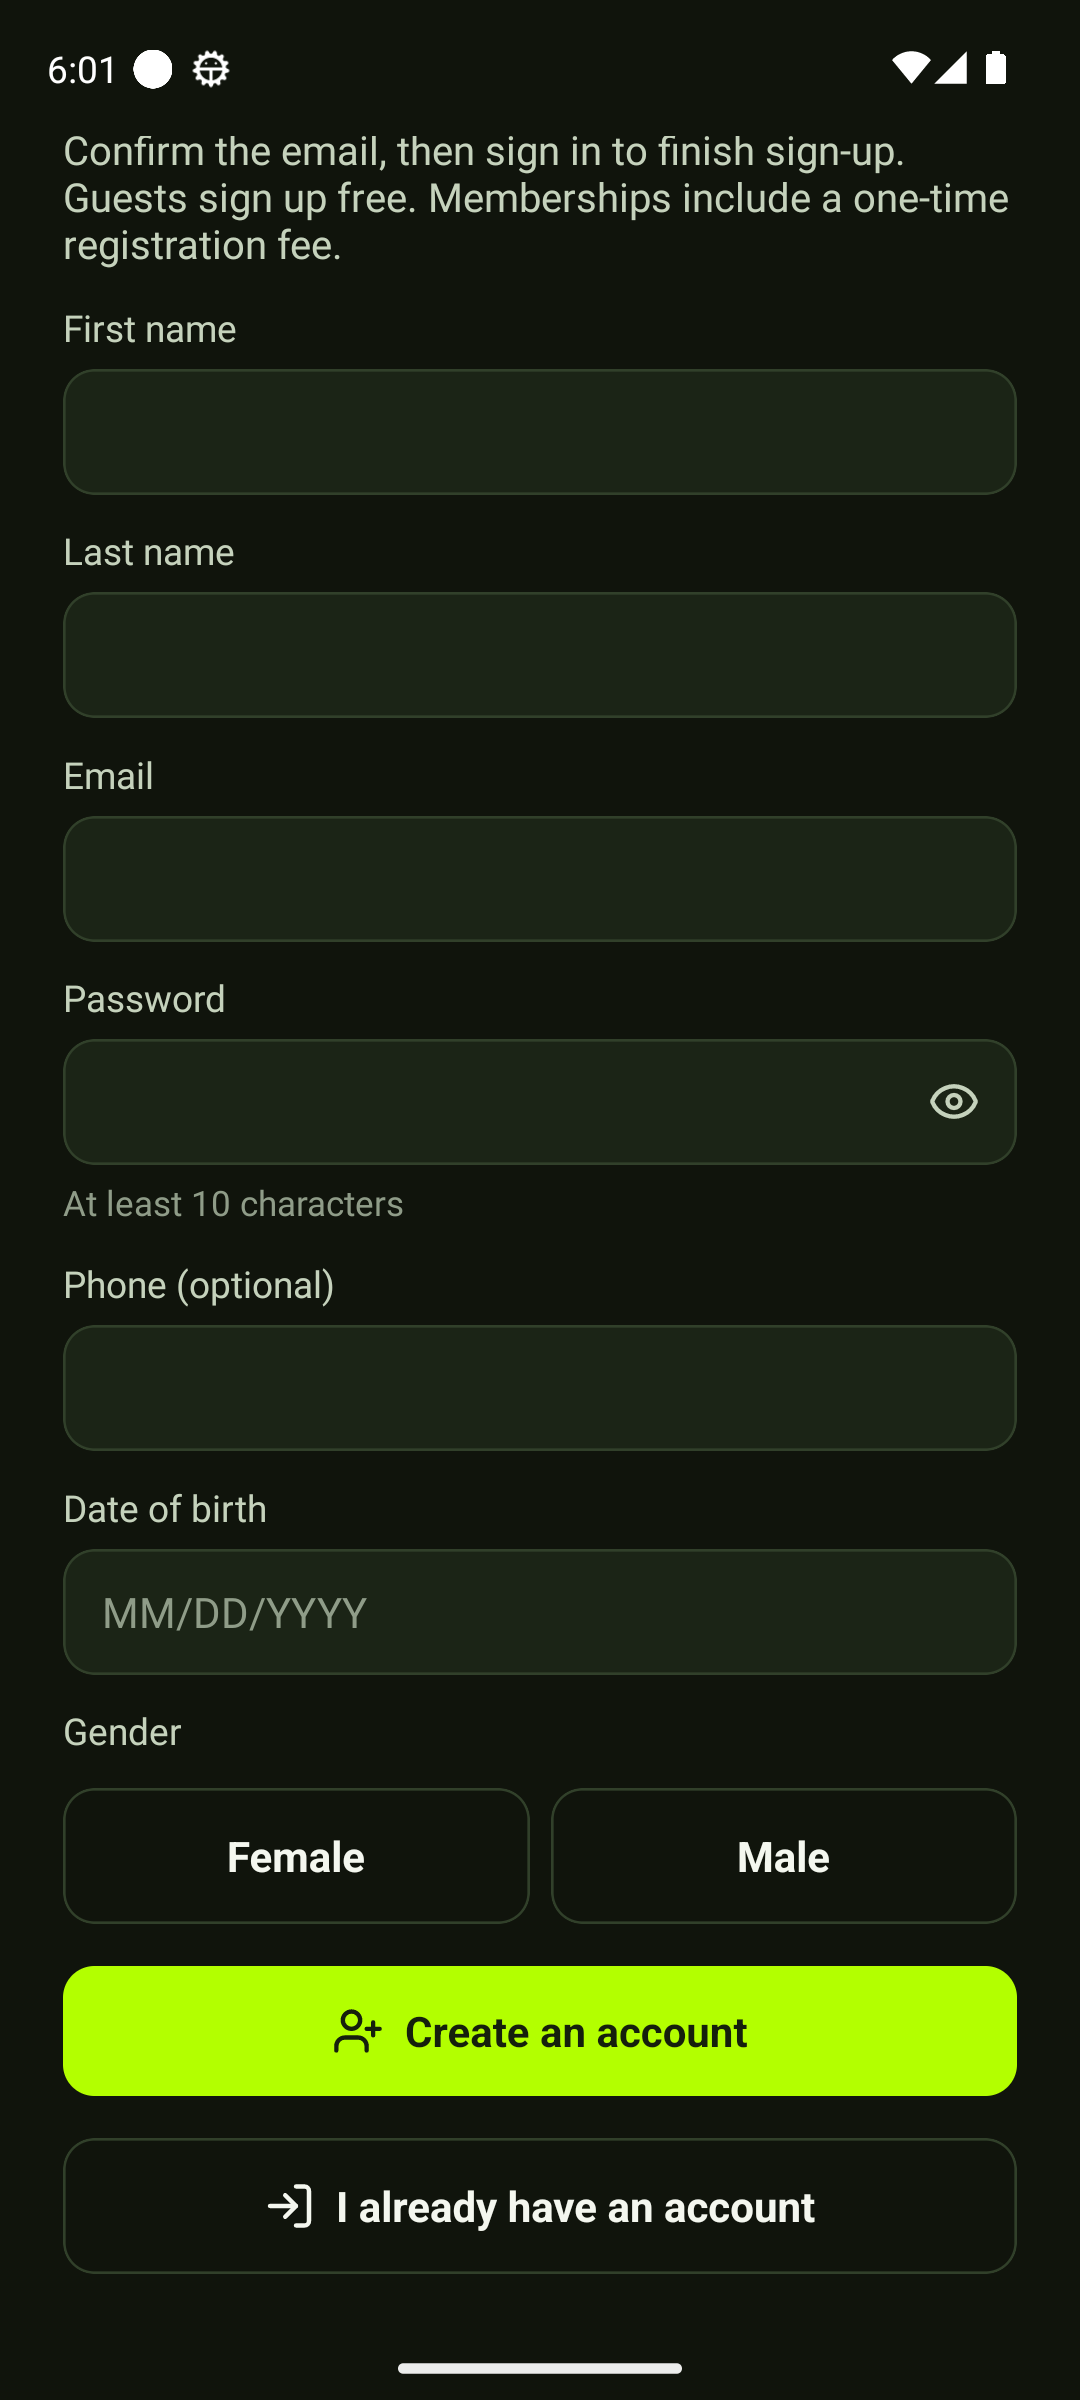 6:01
Confirm the email, then sign in to finish sign-up.
Guests sign up free. Memberships include a one-time
registration fee.
First name
Last name
Email
Password
At least 10 characters
Phone (optional)
Date of birth
MM/DD/YYYY
Gender
Female
Male
Create an account
I already have an account